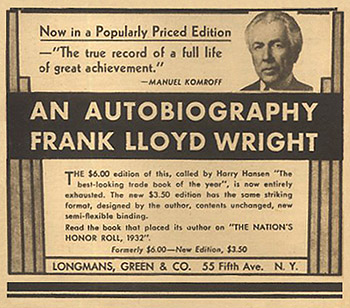 Now in a Popularly Priced Edition
—"The true record of a full life
of great achievement."
—MANUEL KOMROFF
AN AUTOBIOGRAPHY
FRANK LLOYD WRIGHT
THE $6.00 edition of this, called by Harry Hansen "The
best-looking trade book of the year", is now entirely
exhausted. The new $3.50 edition has the same striking
format, designed by the author, contents unchanged, new
semi-flexible binding.
Read the book that placed its author on "THE NATION'S
HONOR ROLL, 1932".
Formerly $6.00—New Edition, $3.50
LONGMANS, GREEN & CO. 55 Fifth Ave. N. Y.